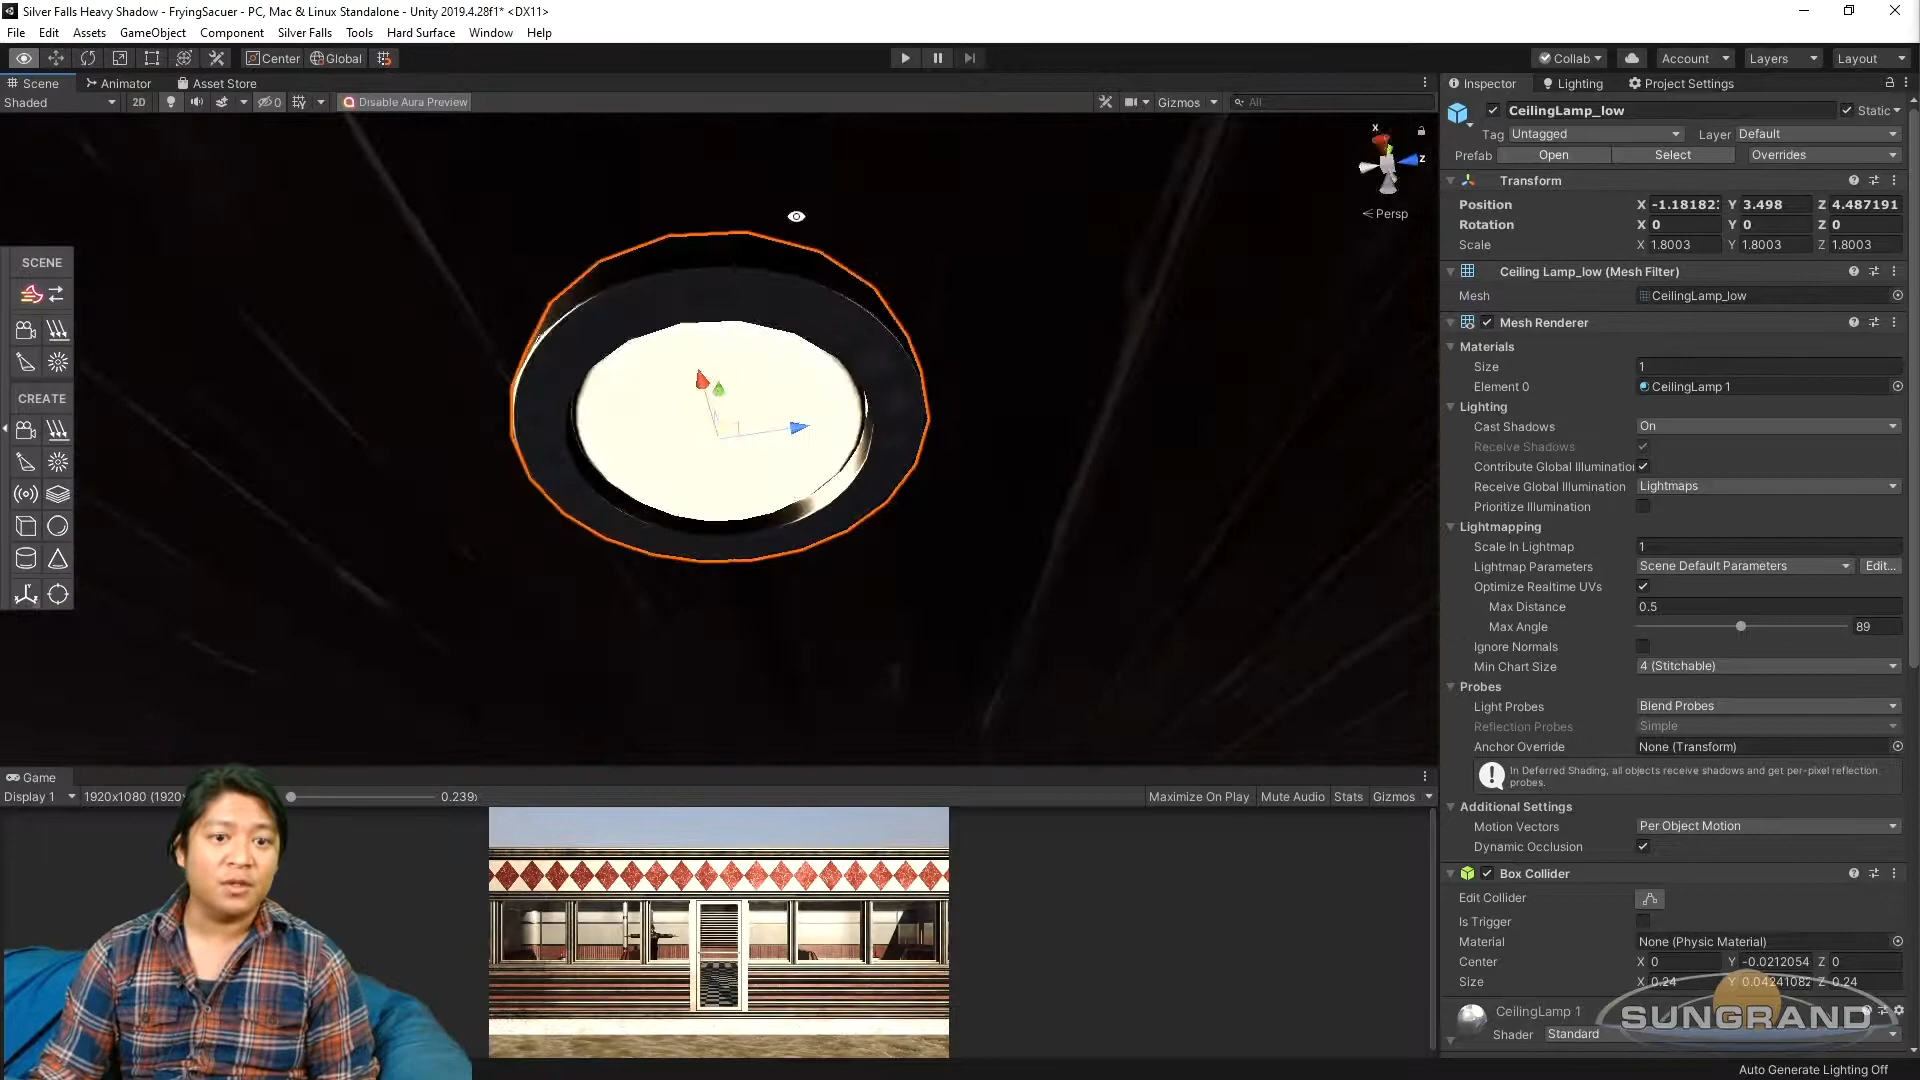 Silver Falls Heavy Shadow - FryingSacuer - PC, Mac & Linux Standalone - Unity 2019.4.28f1* <DX11>
File Edit Assets GameObject Component Silver Falls Tools Hard Surface Window Help
Center Global Collab Account Layers Layout
Scene Animator Asset Store
Shaded 2D 0 Disable Aura Preview Gizmos All
x
z
Persp
SCENE
CREATE
Game
Display 1 1920x1080 (1920 0.239x Maximize On Play Mute Audio Stats Gizmos
Inspector Lighting Project Settings
CeilingLamp_low Static
Tag Untagged Layer Default
Prefab Open Select Overrides
Transform
Position X -1.18182 Y 3.498 Z 4.487191
Rotation X 0 Y 0 Z 0
Scale X 1.8003 Y 1.8003 Z 1.8003
Ceiling Lamp_low (Mesh Filter)
Mesh CeilingLamp_low
Mesh Renderer
Materials
Size 1
Element 0 CeilingLamp 1
Lighting
Cast Shadows On
Receive Shadows
Contribute Global Illumination
Receive Global Illumination Lightmaps
Prioritize Illumination
Lightmapping
Scale In Lightmap 1
Lightmap Parameters Scene Default Parameters Edit...
Optimize Realtime UVs
Max Distance 0.5
Max Angle 89
Ignore Normals
Min Chart Size 4 (Stitchable)
Probes
Light Probes Blend Probes
Reflection Probes Simple
Anchor Override None (Transform)
In Deferred Shading, all objects receive shadows and get per-pixel reflection
probes.
Additional Settings
Motion Vectors Per Object Motion
Dynamic Occlusion
Box Collider
Edit Collider
Is Trigger
Material None (Physic Material)
Center X 0 Y -0.0212054 Z 0
Size X 0.24 Y 0.04241082 Z 0.24
CeilingLamp 1
SUNGRAND
Shader Standard
Auto Generate Lighting Off